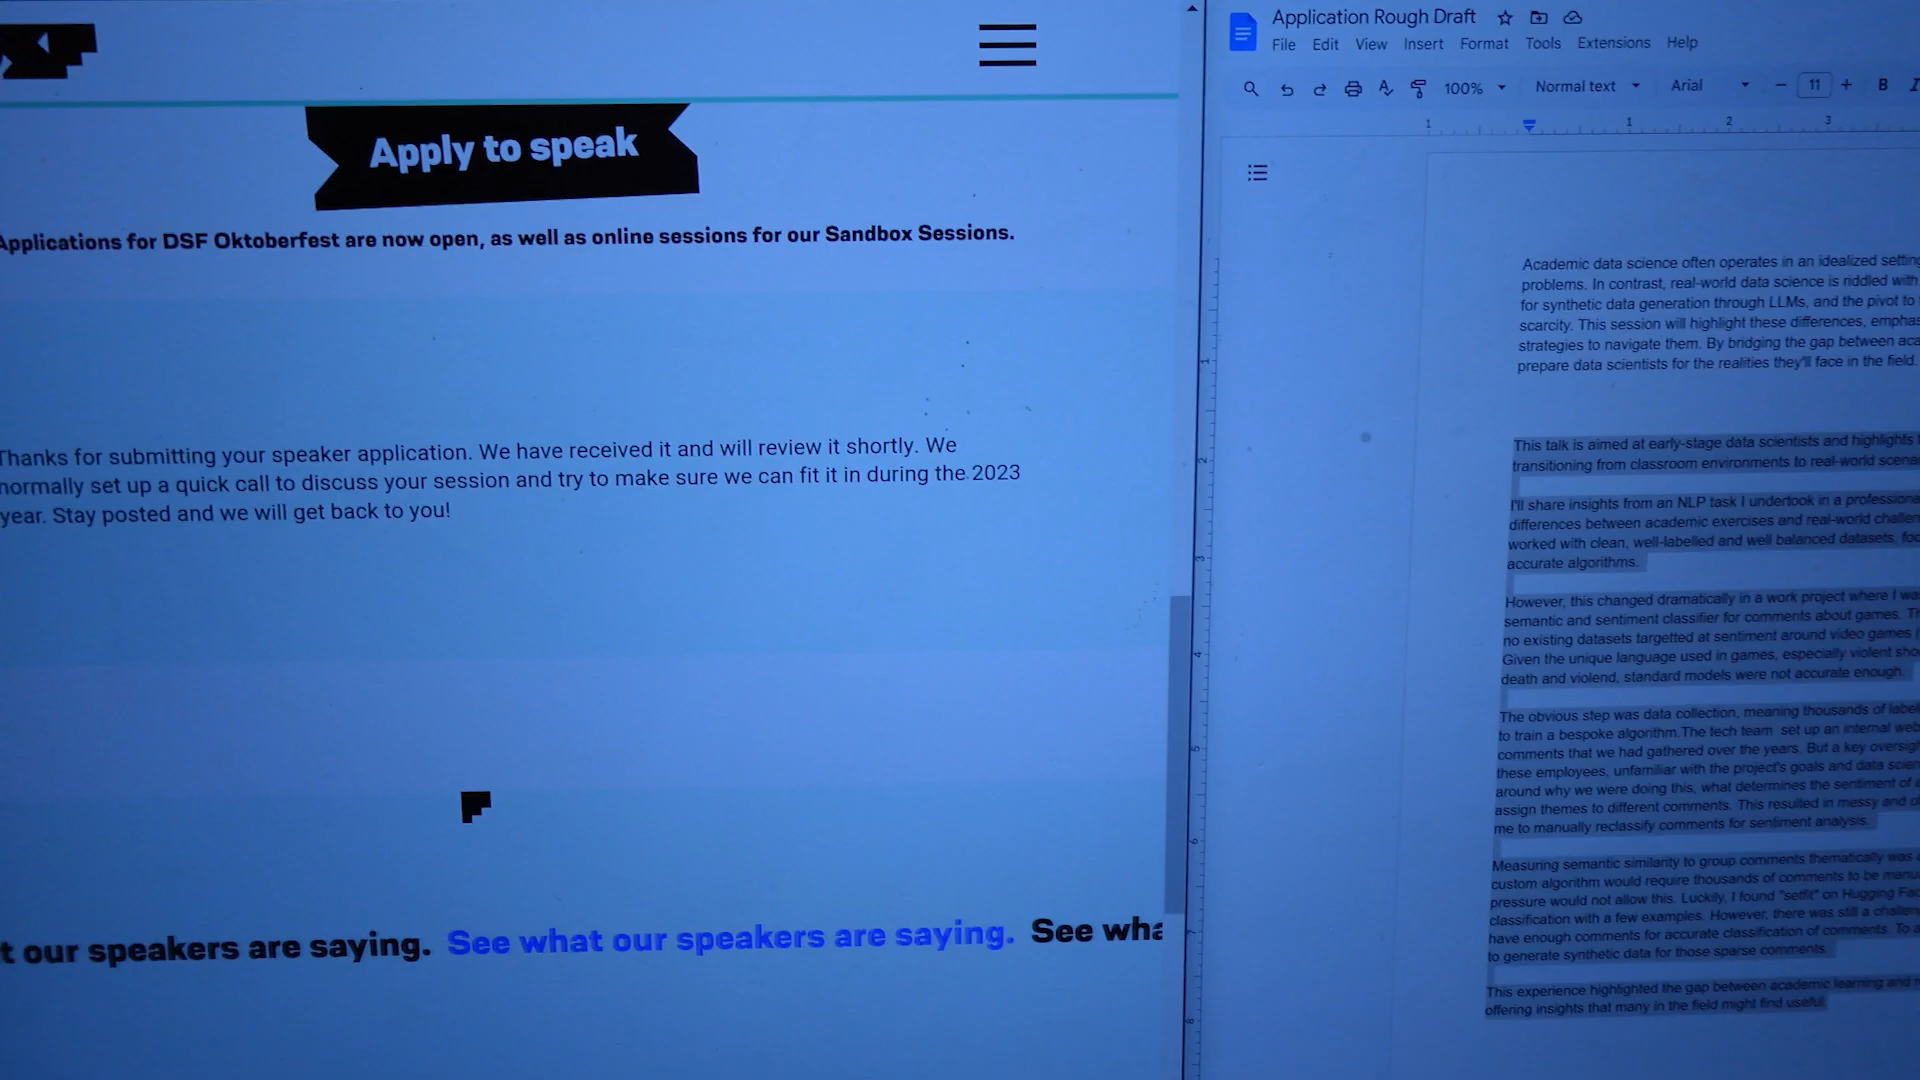 Apply to speak
Applications for DSF Oktoberfest are now open, as well as online sessions for our Sandbox Sessions.
Thanks for submitting your speaker application. We have received it and will review it shortly. We
normally set up a quick call to discuss your session and try to make sure we can fit it in during the 2023
year. Stay posted and we will get back to you!
t our speakers are saying. See what our speakers are saying. See wha
Application Rough Draft
File Edit View Insert Format Tools Extensions Help
100% Normal text Arial 11 B I
1 1 2 3
Academic data science often operates in an idealized setting
problems. In contrast, real-world data science is riddled with
for synthetic data generation through LLMs, and the pivot to
scarcity. This session will highlight these differences, emphas
strategies to navigate them. By bridging the gap between aca
prepare data scientists for the realities they'll face in the field.
This talk is aimed at early-stage data scientists and highlights
transitioning from classroom environments to real-world scena
I'll share insights from an NLP task I undertook in a professiona
differences between academic exercises and real-world challen
worked with clean, well-labelled and well balanced datasets, foc
accurate algorithms.
However, this changed dramatically in a work project where I wa
semantic and sentiment classifier for comments about games. Th
no existing datasets targetted at sentiment around video games
Given the unique language used in games, especially violent sho
death and violend, standard models were not accurate enough.
The obvious step was data collection, meaning thousands of label
to train a bespoke algorithm.The tech team set up an internal web
comments that we had gathered over the years. But a key oversigh
these employees, unfamiliar with the project's goals and data scien
around why we were doing this, what determines the sentiment of a
assign themes to different comments. This resulted in messy and
me to manually reclassify comments for sentiment analysis.
Measuring semantic similarity to group comments thematically was
custom algorithm would require thousands of comments to be manu
pressure would not allow this. Luckily, I found "setfit" on Hugging Fac
classification with a few examples. However, there was still a challen
have enough comments for accurate classification of comments. To a
to generate synthetic data for those sparse comments.
This experience highlighted the gap between academic learning and
offering insights that many in the field might find useful.